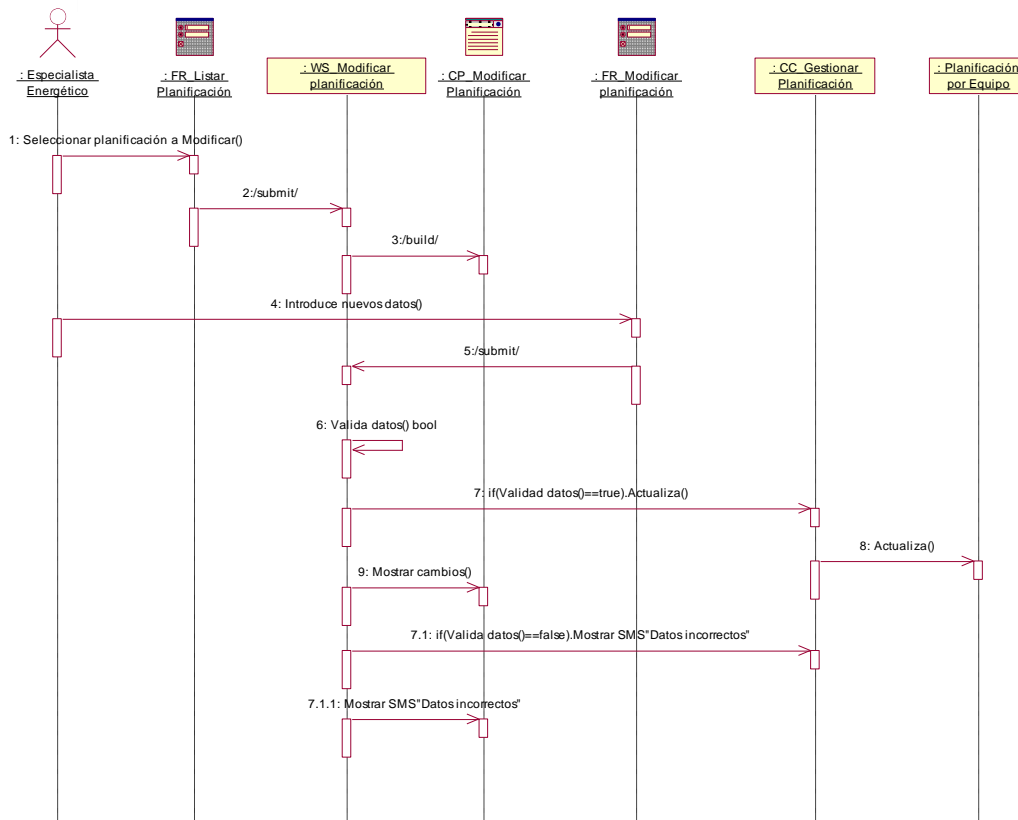 : Especialista
Energético
: FR_Listar
Planificación
: WS_Modificar
planificación
: CP_Modificar
Planificación
: FR_Modificar
planificación
: CC_Gestionar
Planificación
: Planificación
por Equipo
1: Seleccionar planificación a Modificar()
2:/submit/
3:/build/
4: Introduce nuevos datos()
5:/submit/
6: Valida datos() bool
7: if(Validad datos()==true).Actualiza()
8: Actualiza()
9: Mostrar cambios()
7.1: if(Valida datos()==false).Mostrar SMS"Datos incorrectos"
7.1.1: Mostrar SMS"Datos incorrectos"